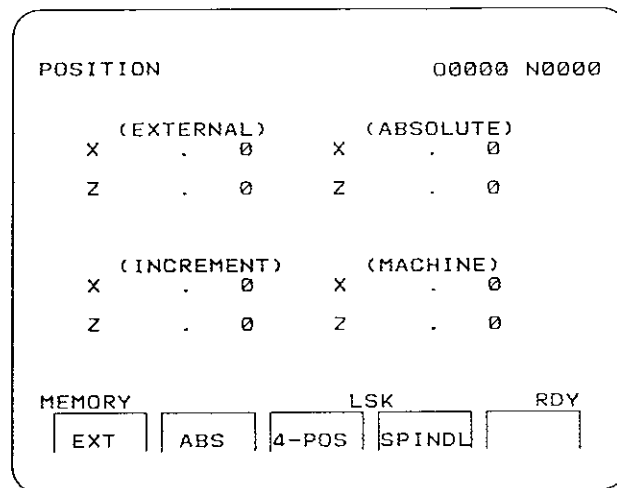 POSITION O0000 N0000
(EXTERNAL) (ABSOLUTE)
X . 0 X . 0
Z . 0 Z . 0
(INCREMENT) (MACHINE)
X . 0 X . 0
Z . 0 Z . 0
MEMORY LSK RDY
EXT ABS 4-POS SPINDL